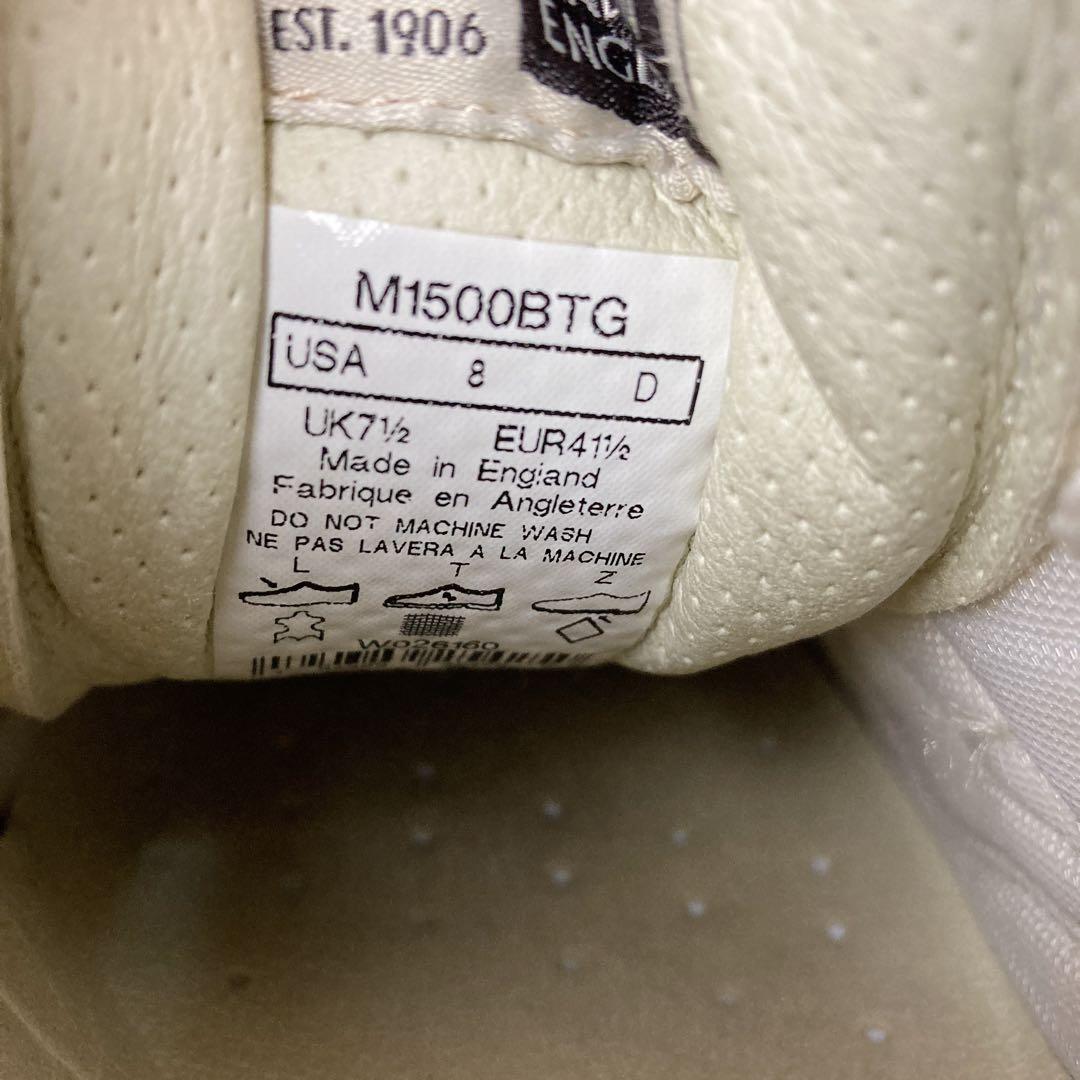 EST. 1906
M1500BTG
USA 8 D
UK7½ EUR41½
Made in England
Fabrique en Angleterre
DO NOT MACHINE WASH
NE PAS LAVERA A LA MACHINE
L T Z
W026160